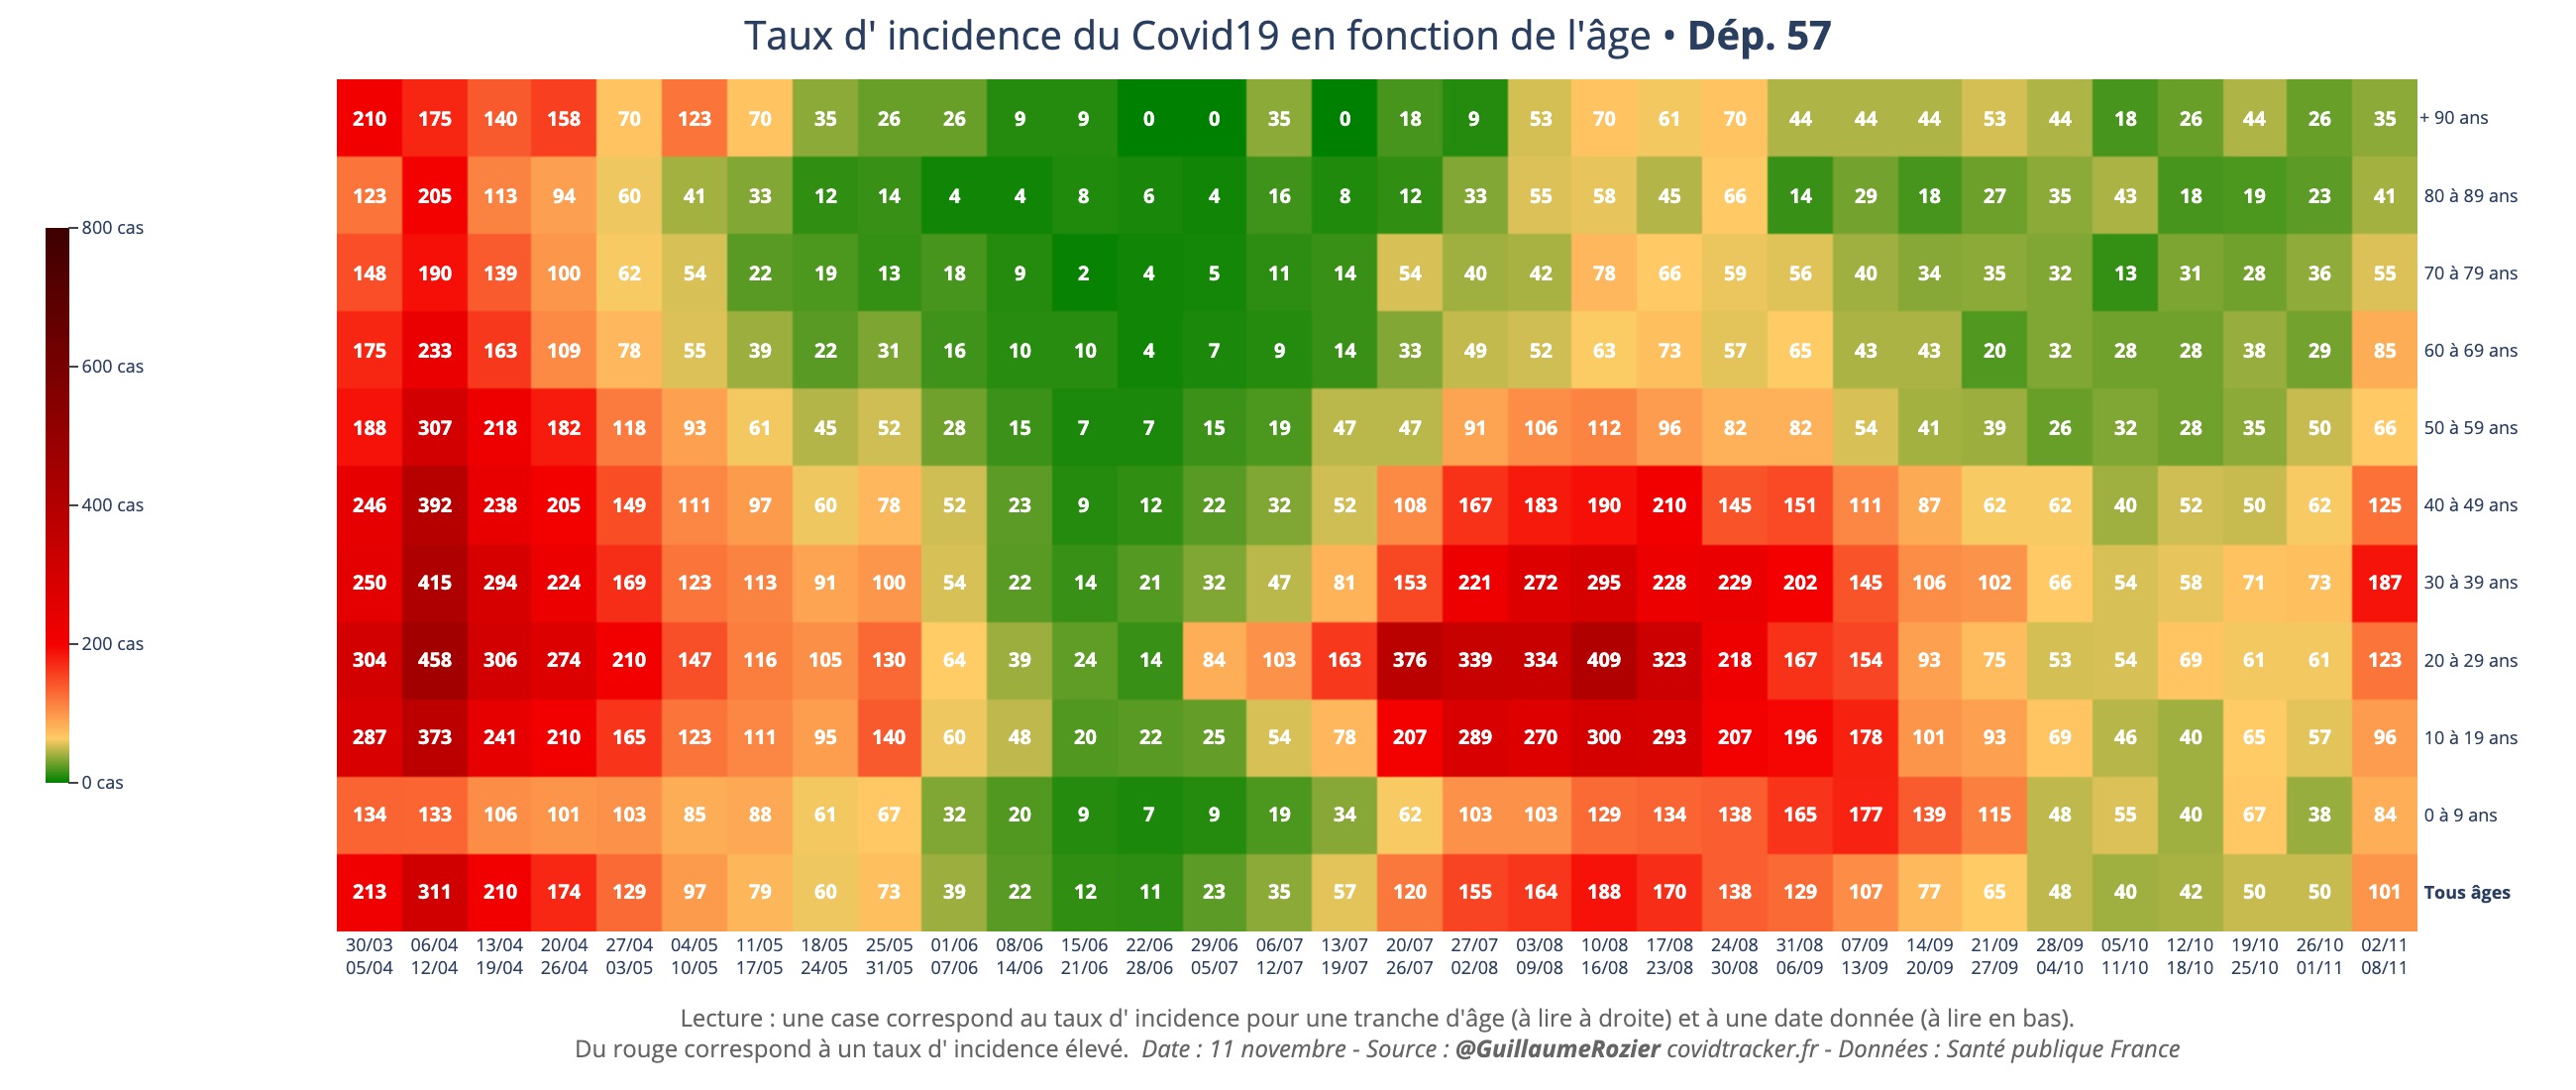 Taux d' incidence du Covid19 en fonction de l'âge • Dép. 57
800 cas
600 cas
400 cas
200 cas
0 cas
210 175 140 158 70 123 70 35 26 26 9 9 0 0 35 0 18 9 53 70 61 70 44 44 44 53 44 18 26 44 26 35 + 90 ans
123 205 113 94 60 41 33 12 14 4 4 8 6 4 16 8 12 33 55 58 45 66 14 29 18 27 35 43 18 19 23 41 80 à 89 ans
148 190 139 100 62 54 22 19 13 18 9 2 4 5 11 14 54 40 42 78 66 59 56 40 34 35 32 13 31 28 36 55 70 à 79 ans
175 233 163 109 78 55 39 22 31 16 10 10 4 7 9 14 33 49 52 63 73 57 65 43 43 20 32 28 28 38 29 85 60 à 69 ans
188 307 218 182 118 93 61 45 52 28 15 7 7 15 19 47 47 91 106 112 96 82 82 54 41 39 26 32 28 35 50 66 50 à 59 ans
246 392 238 205 149 111 97 60 78 52 23 9 12 22 32 52 108 167 183 190 210 145 151 111 87 62 62 40 52 50 62 125 40 à 49 ans
250 415 294 224 169 123 113 91 100 54 22 14 21 32 47 81 153 221 272 295 228 229 202 145 106 102 66 54 58 71 73 187 30 à 39 ans
304 458 306 274 210 147 116 105 130 64 39 24 14 84 103 163 376 339 334 409 323 218 167 154 93 75 53 54 69 61 61 123 20 à 29 ans
287 373 241 210 165 123 111 95 140 60 48 20 22 25 54 78 207 289 270 300 293 207 196 178 101 93 69 46 40 65 57 96 10 à 19 ans
134 133 106 101 103 85 88 61 67 32 20 9 7 9 19 34 62 103 103 129 134 138 165 177 139 115 48 55 40 67 38 84 0 à 9 ans
213 311 210 174 129 97 79 60 73 39 22 12 11 23 35 57 120 155 164 188 170 138 129 107 77 65 48 40 42 50 50 101 Tous âges
30/03 06/04 13/04 20/04 27/04 04/05 11/05 18/05 25/05 01/06 08/06 15/06 22/06 29/06 06/07 13/07 20/07 27/07 03/08 10/08 17/08 24/08 31/08 07/09 14/09 21/09 28/09 05/10 12/10 19/10 26/10 02/11
05/04 12/04 19/04 26/04 03/05 10/05 17/05 24/05 31/05 07/06 14/06 21/06 28/06 05/07 12/07 19/07 26/07 02/08 09/08 16/08 23/08 30/08 06/09 13/09 20/09 27/09 04/10 11/10 18/10 25/10 01/11 08/11
Lecture : une case correspond au taux d' incidence pour une tranche d'âge (à lire à droite) et à une date donnée (à lire en bas).
Du rouge correspond à un taux d' incidence élevé. Date : 11 novembre - Source : @GuillaumeRozier covidtracker.fr - Données : Santé publique France